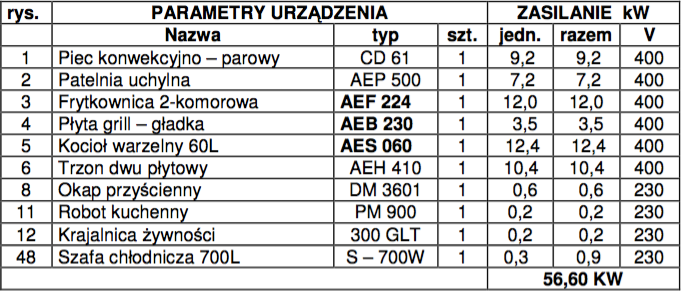 rys. PARAMETRY URZĄDZENIA ZASILANIE kW
Nazwa typ szt. jedn. razem V
1 Piec konwekcyjno – parowy CD 61 1 9,2 9,2 400
2 Patelnia uchylna AEP 500 1 7,2 7,2 400
3 Frytkownica 2-komorowa AEF 224 1 12,0 12,0 400
4 Płyta grill – gładka AEB 230 1 3,5 3,5 400
5 Kocioł warzelny 60L AES 060 1 12,4 12,4 400
6 Trzon dwu płytowy AEH 410 1 10,4 10,4 400
8 Okap przyścienny DM 3601 1 0,6 0,6 230
11 Robot kuchenny PM 900 1 0,2 0,2 230
12 Krajalnica żywności 300 GLT 1 0,2 0,2 230
48 Szafa chłodnicza 700L S – 700W 1 0,3 0,9 230
56,60 KW